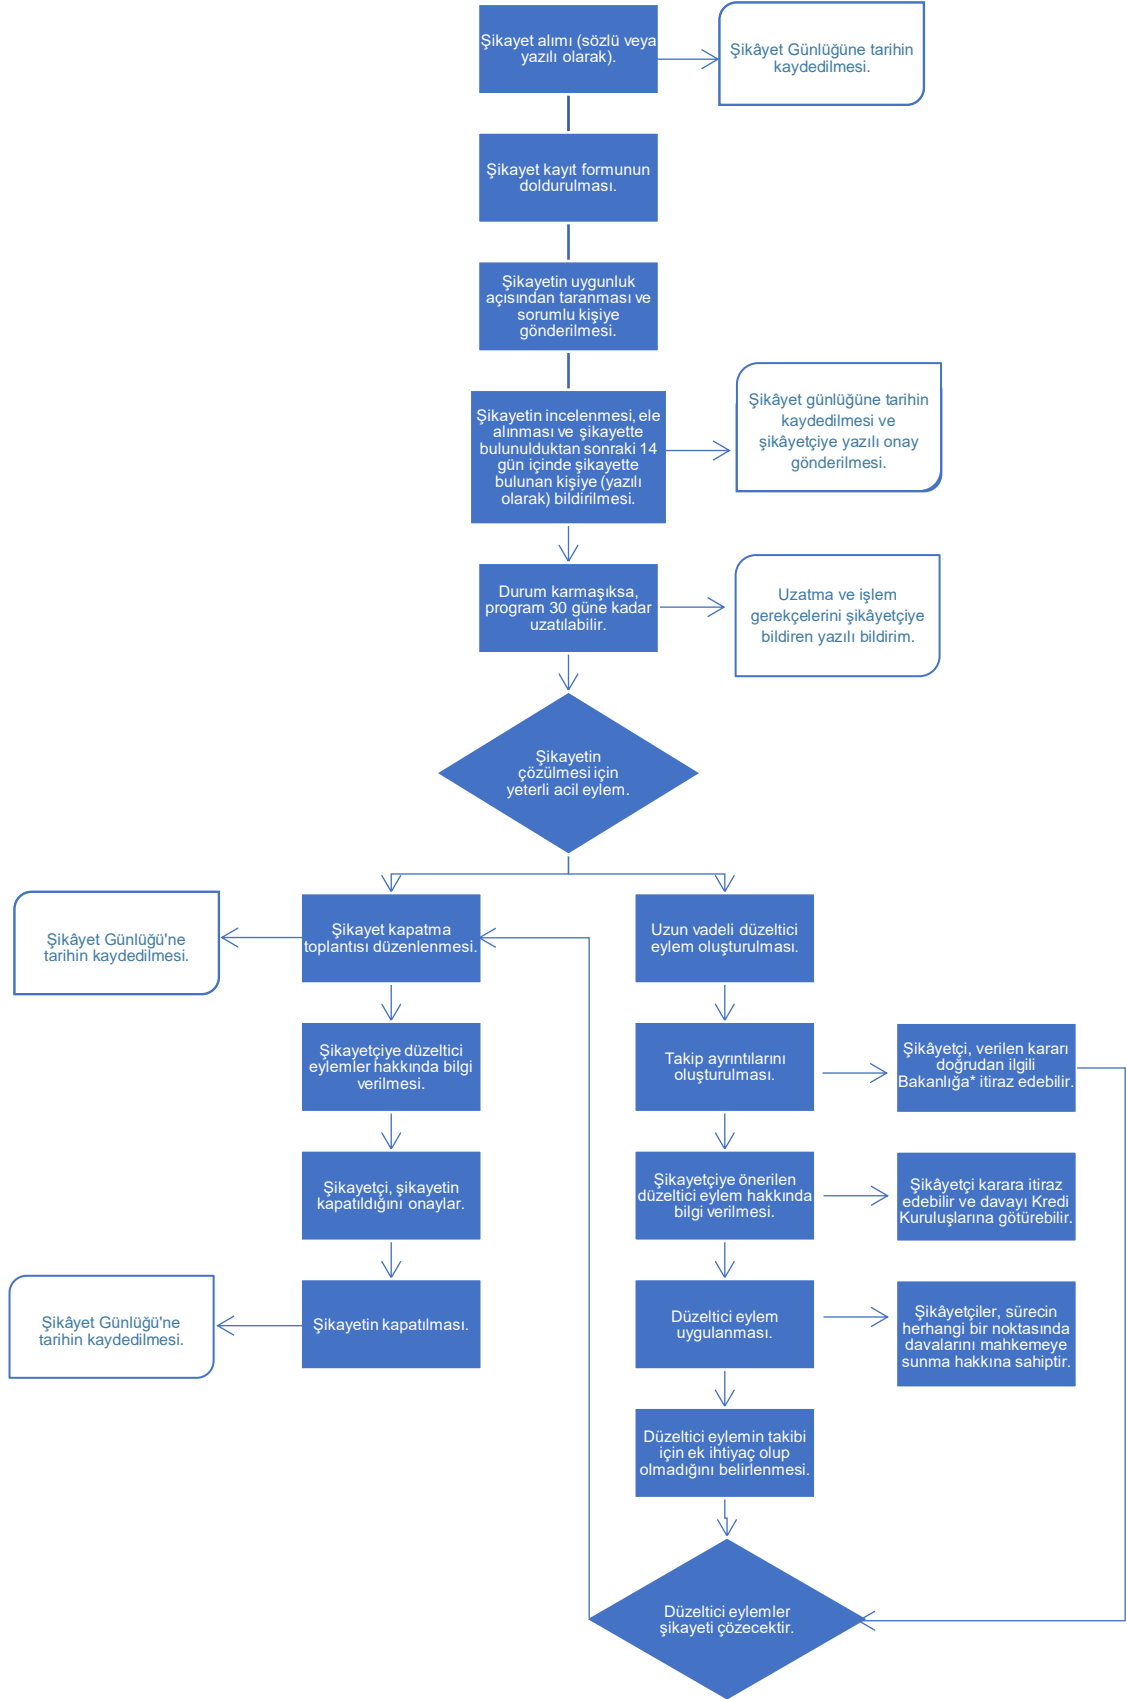 Şikayet alımı (sözlü veya
yazılı olarak).
Şikâyet Günlüğüne tarihin
kaydedilmesi.
Şikayet kayıt formunun
doldurulması.
Şikayetin uygunluk
açısından taranması ve
sorumlu kişiye
gönderilmesi.
Şikayetin incelenmesi, ele
alınması ve şikayette
bulunulduktan sonraki 14
gün içinde şikayette
bulunan kişiye (yazılı
olarak) bildirilmesi.
Şikâyet günlüğüne tarihin
kaydedilmesi ve
şikâyetçiye yazılı onay
gönderilmesi.
Durum karmaşıksa,
program 30 güne kadar
uzatılabilir.
Uzatma ve işlem
gerekçelerini şikâyetçiye
bildiren yazılı bildirim.
Şikayetin
çözülmesi için
yeterli acil eylem.
Şikâyet Günlüğü'ne
tarihin kaydedilmesi.
Şikayet kapatma
toplantısı düzenlenmesi.
Uzun vadeli düzeltici
eylem oluşturulması.
Şikayetçiye düzeltici
eylemler hakkında bilgi
verilmesi.
Takip ayrıntılarını
oluşturulması.
Şikâyetçi, verilen kararı
doğrudan ilgili
Bakanlığa* itiraz edebilir.
Şikayetçi, şikayetin
kapatıldığını onaylar.
Şikayetçiye önerilen
düzeltici eylem hakkında
bilgi verilmesi.
Şikâyetçi karara itiraz
edebilir ve davayı Kredi
Kuruluşlarına götürebilir.
Şikâyet Günlüğü'ne
tarihin kaydedilmesi.
Şikayetin kapatılması.
Düzeltici eylem
uygulanması.
Şikâyetçiler, sürecin
herhangi bir noktasında
davalarını mahkemeye
sunma hakkına sahiptir.
Düzeltici eylemin takibi
için ek ihtiyaç olup
olmadığını belirlenmesi.
Düzeltici eylemler
şikayeti çözecektir.